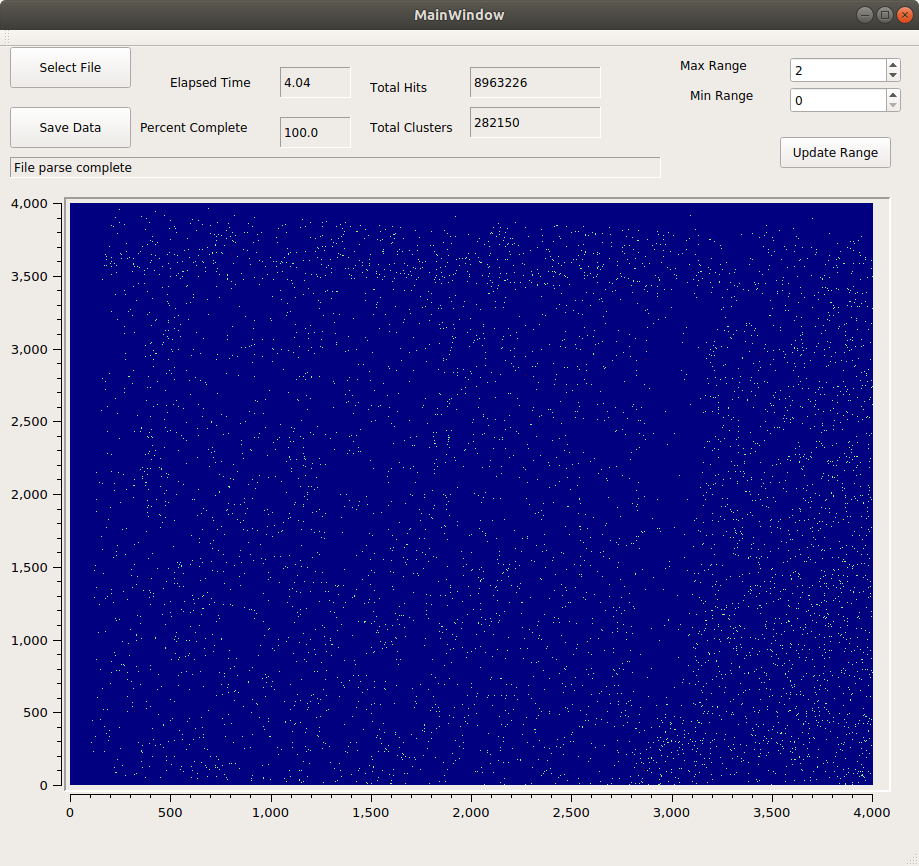 MainWindow
Select File
Elapsed Time 4.04 Total Hits 8963226
Max Range 2
Min Range 0
Save Data
Percent Complete 100.0 Total Clusters 282150
Update Range
File parse complete
4,000
3,500
3,000
2,500
2,000
1,500
1,000
500
0
0 500 1,000 1,500 2,000 2,500 3,000 3,500 4,000